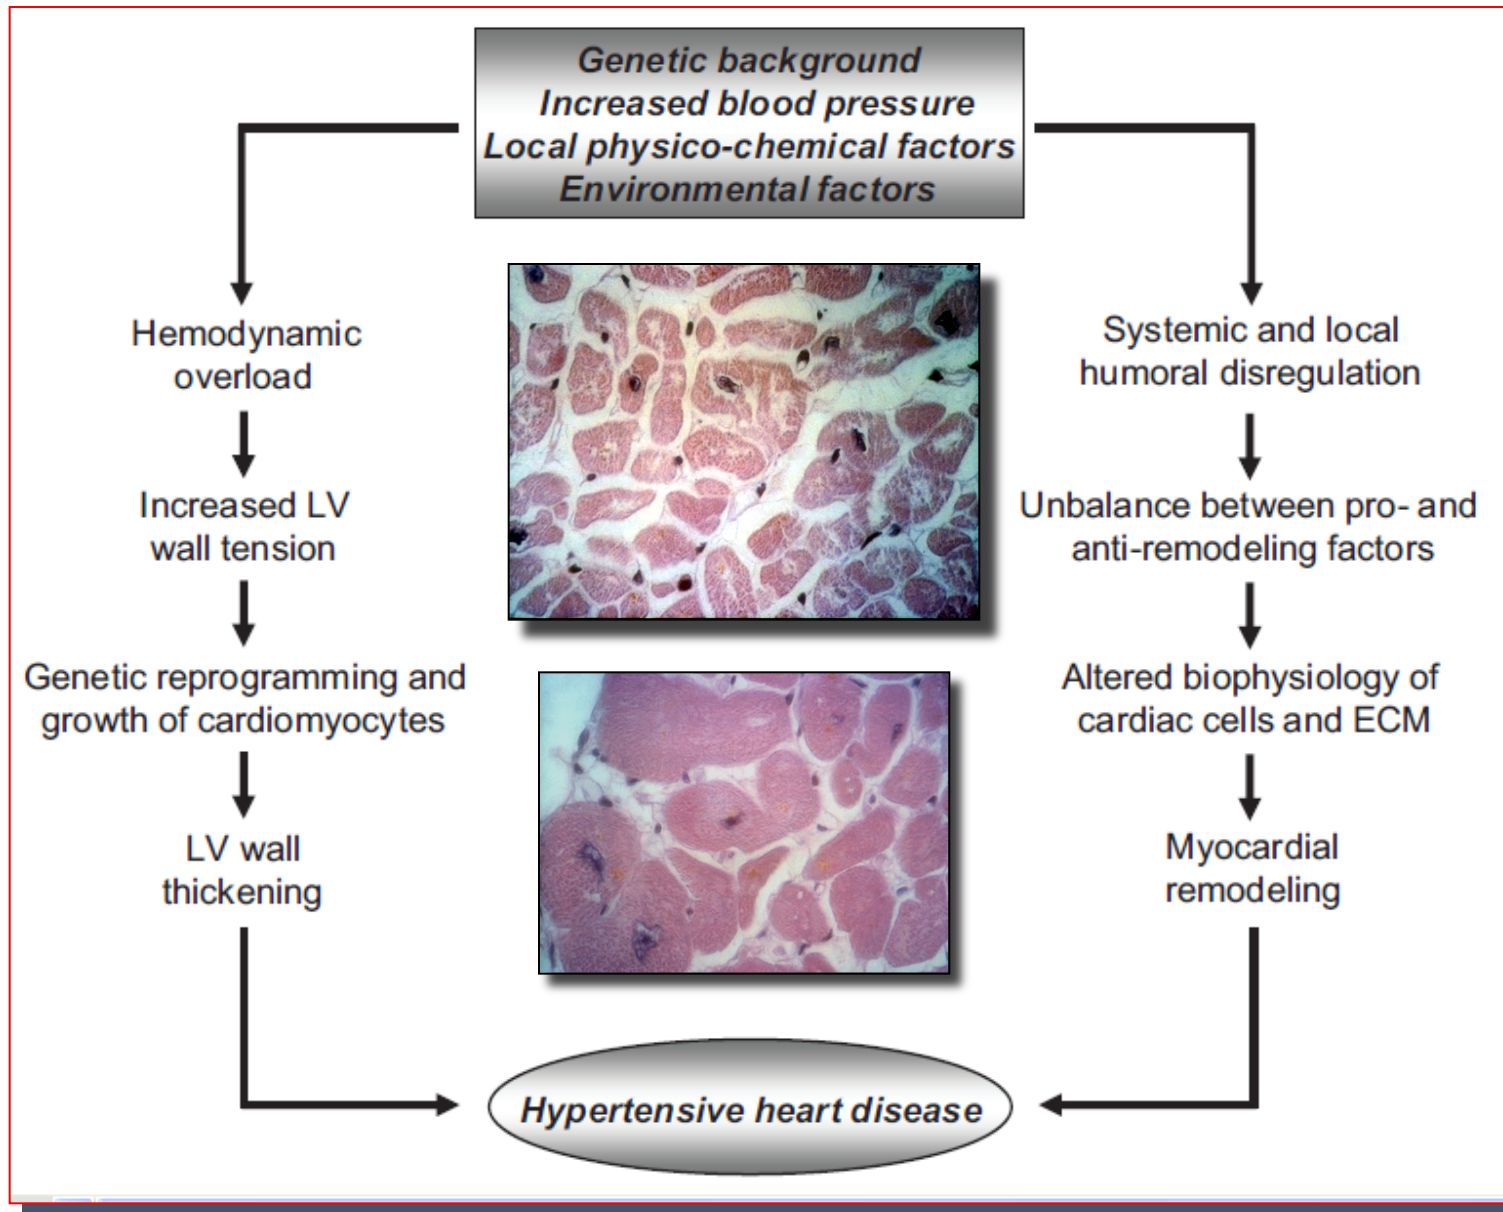 Genetic background
Increased blood pressure
Local physico-chemical factors
Environmental factors
Hemodynamic
overload
Increased LV
wall tension
Genetic reprogramming and
growth of cardiomyocytes
LV wall
thickening
Systemic and local
humoral disregulation
Unbalance between pro- and
anti-remodeling factors
Altered biophysiology of
cardiac cells and ECM
Myocardial
remodeling
Hypertensive heart disease